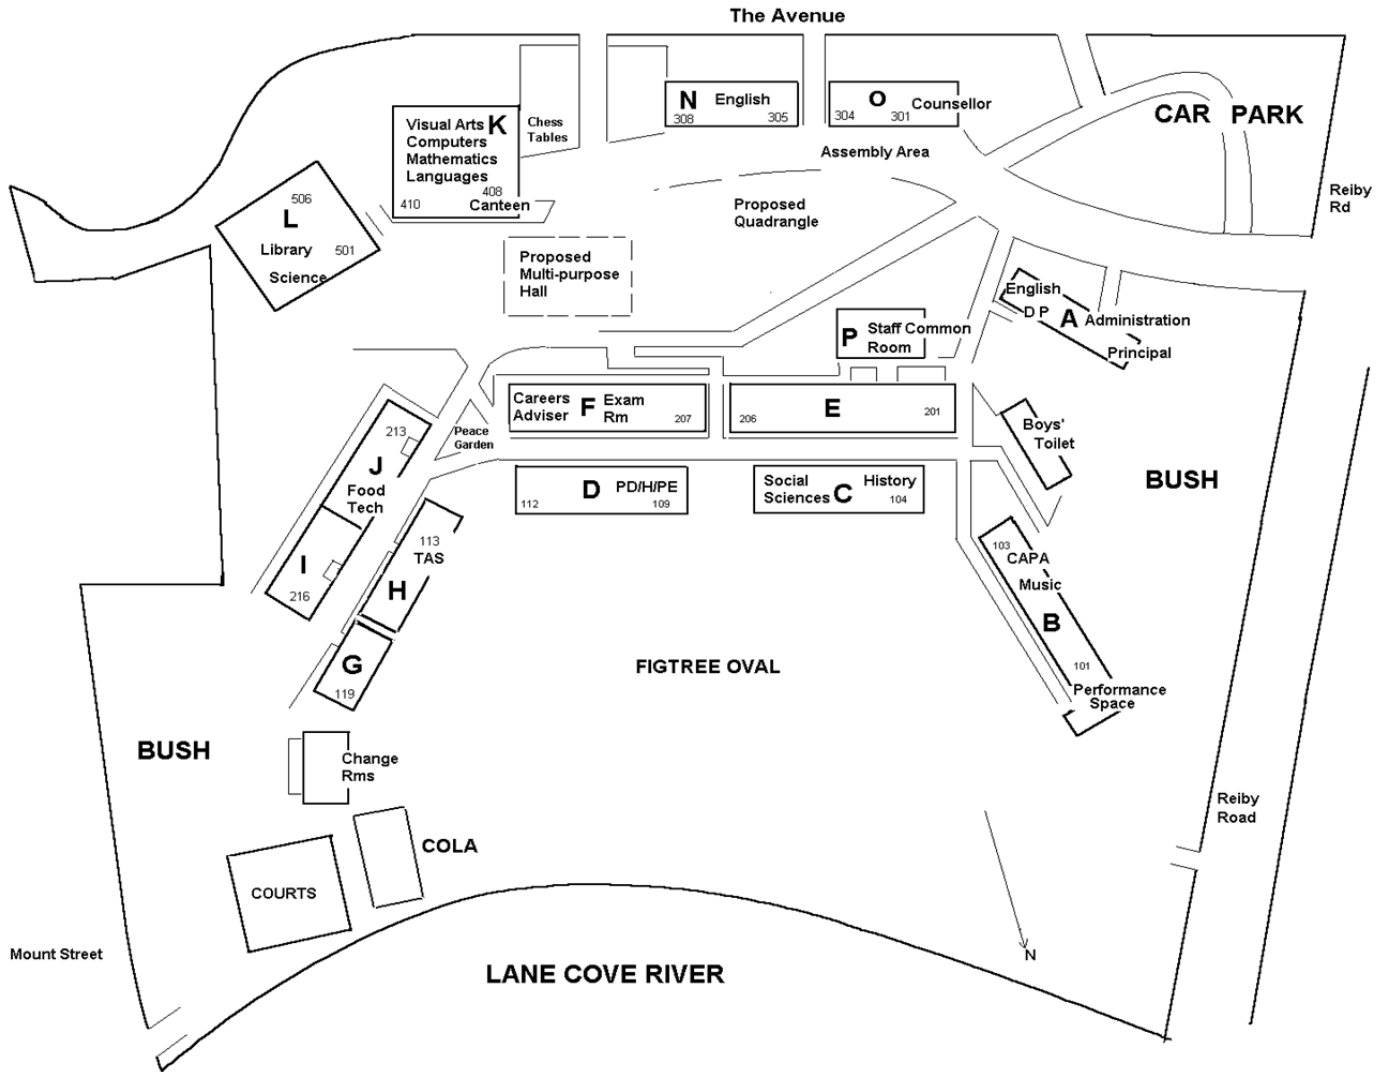 The Avenue
N English
308 305
O Counsellor
304 301
CAR PARK
Visual Arts K
Computers
Mathematics
Languages
408
410 Canteen
Chess
Tables
Assembly Area
Reiby
Rd
506
L
Library 501
Science
Proposed
Quadrangle
Proposed
Multi-purpose
Hall
English
D P A Administration
Principal
P Staff Common
Room
Careers
Adviser F Exam
Rm 207
206 E 201
Boys'
Toilet
Peace
Garden
213
J
Food
Tech
I
216
D PD/H/PE
112 109
Social
Sciences C History
104
BUSH
113
TAS
H
G
119
103
CAPA
Music
B
101
Performance
Space
FIGTREE OVAL
BUSH
Change
Rms
COLA
COURTS
Reiby
Road
N
Mount Street
LANE COVE RIVER